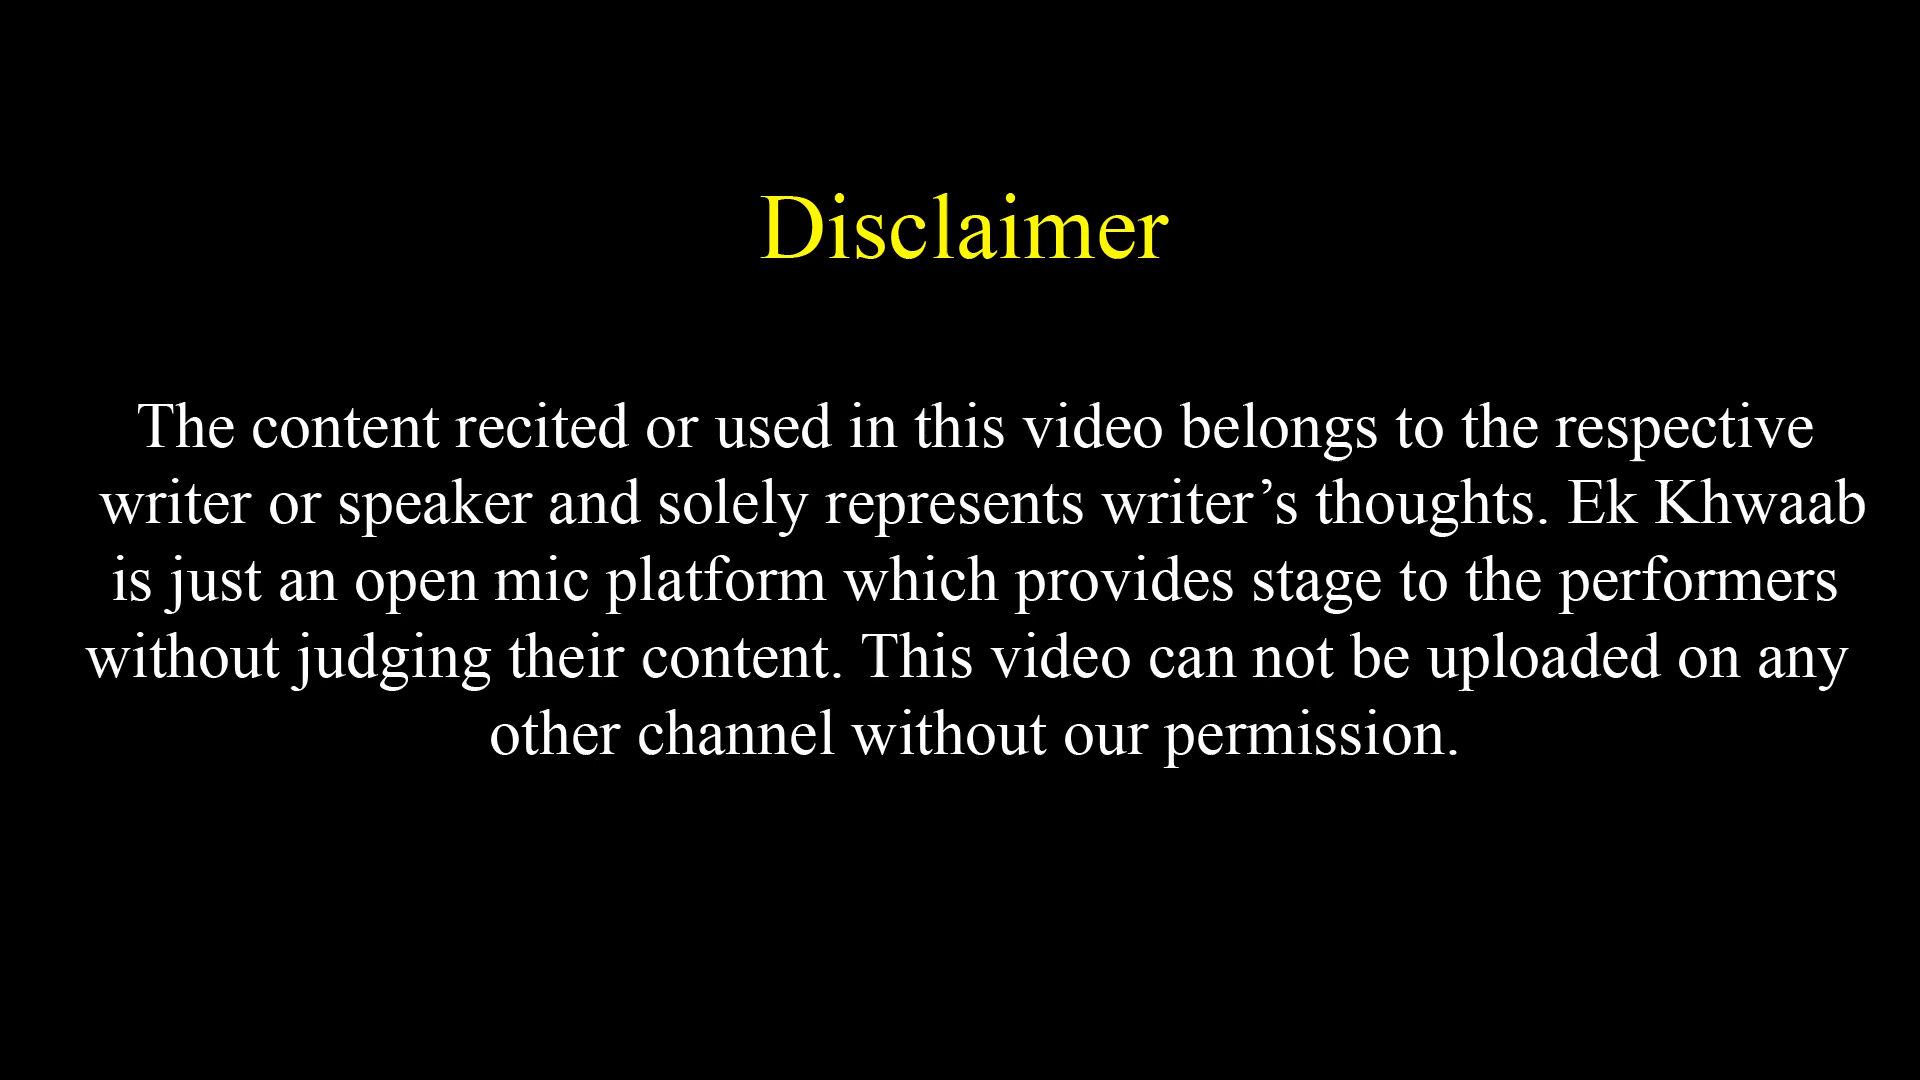 Disclaimer
The content recited or used in this video belongs to the respective
writer or speaker and solely represents writer’s thoughts. Ek Khwaab
is just an open mic platform which provides stage to the performers
without judging their content. This video can not be uploaded on any
other channel without our permission.